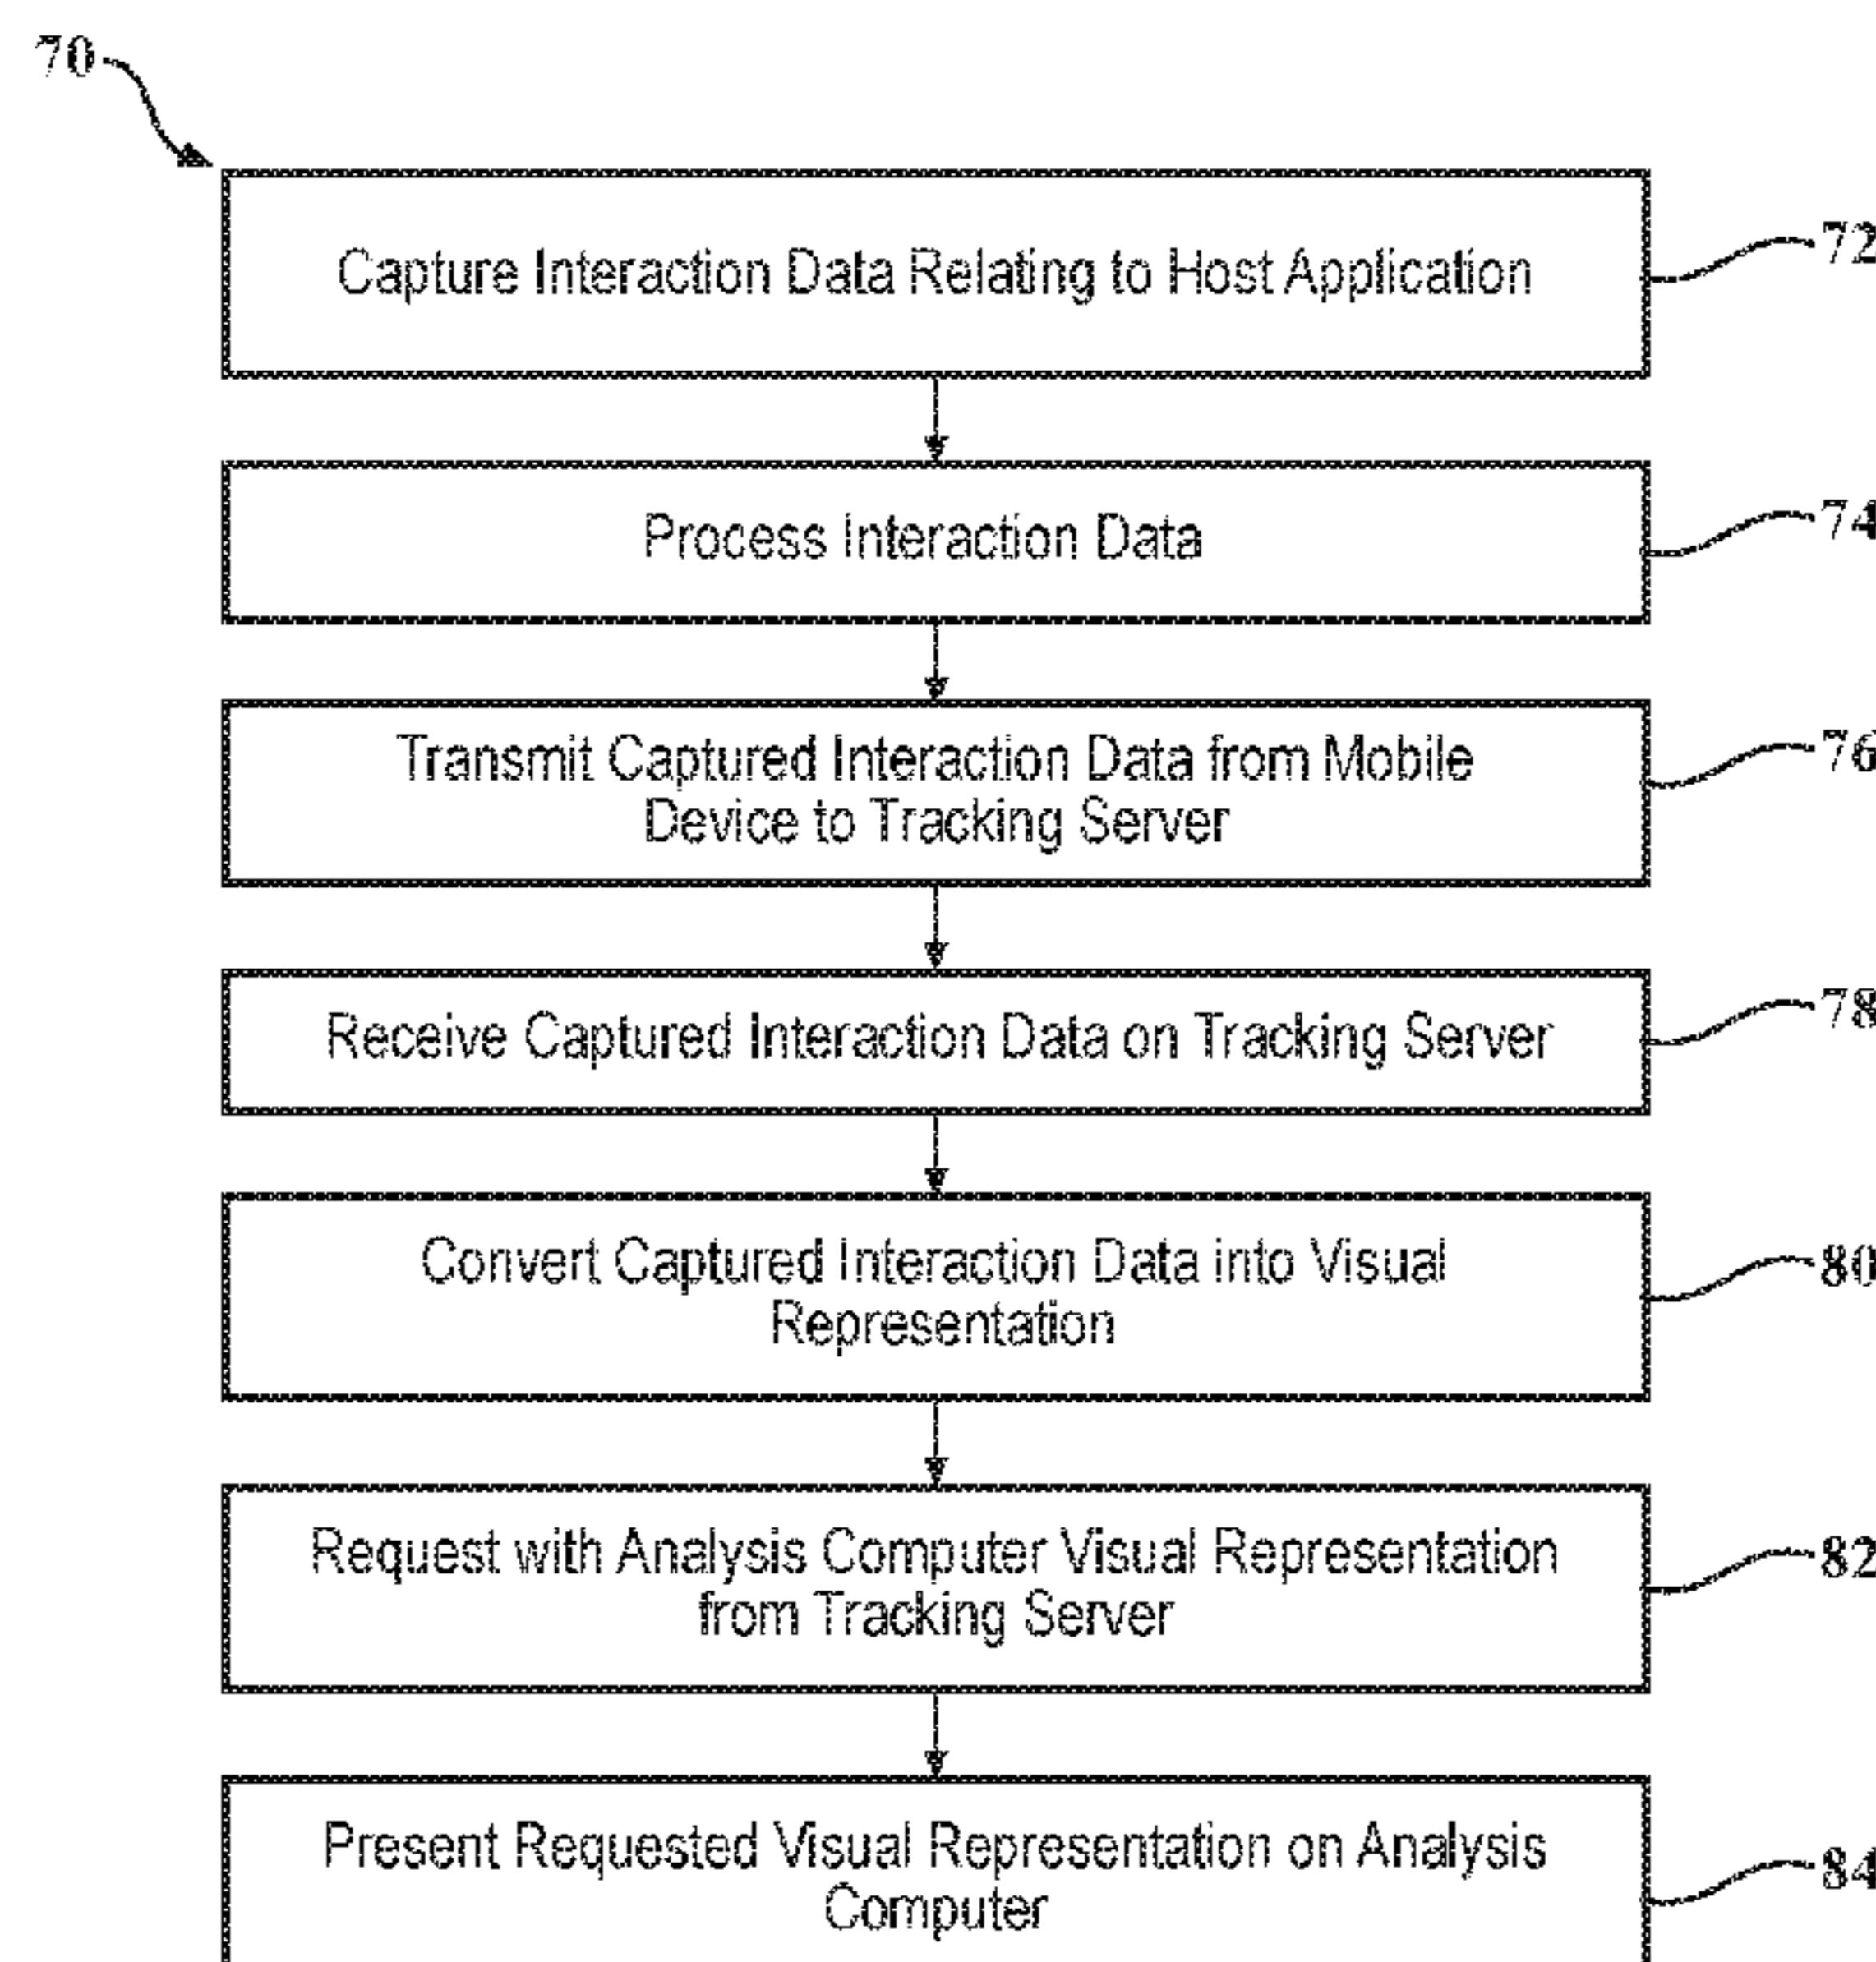 70
Capture Interaction Data Relating to Host Application
72
Process Interaction Data
74
Transmit Captured Interaction Data from Mobile
Device to Tracking Server
76
Receive Captured Interaction Data on Tracking Server
78
Convert Captured Interaction Data into Visual
Representation
80
Request with Analysis Computer Visual Representation
from Tracking Server
82
Present Requested Visual Representation on Analysis
Computer
84